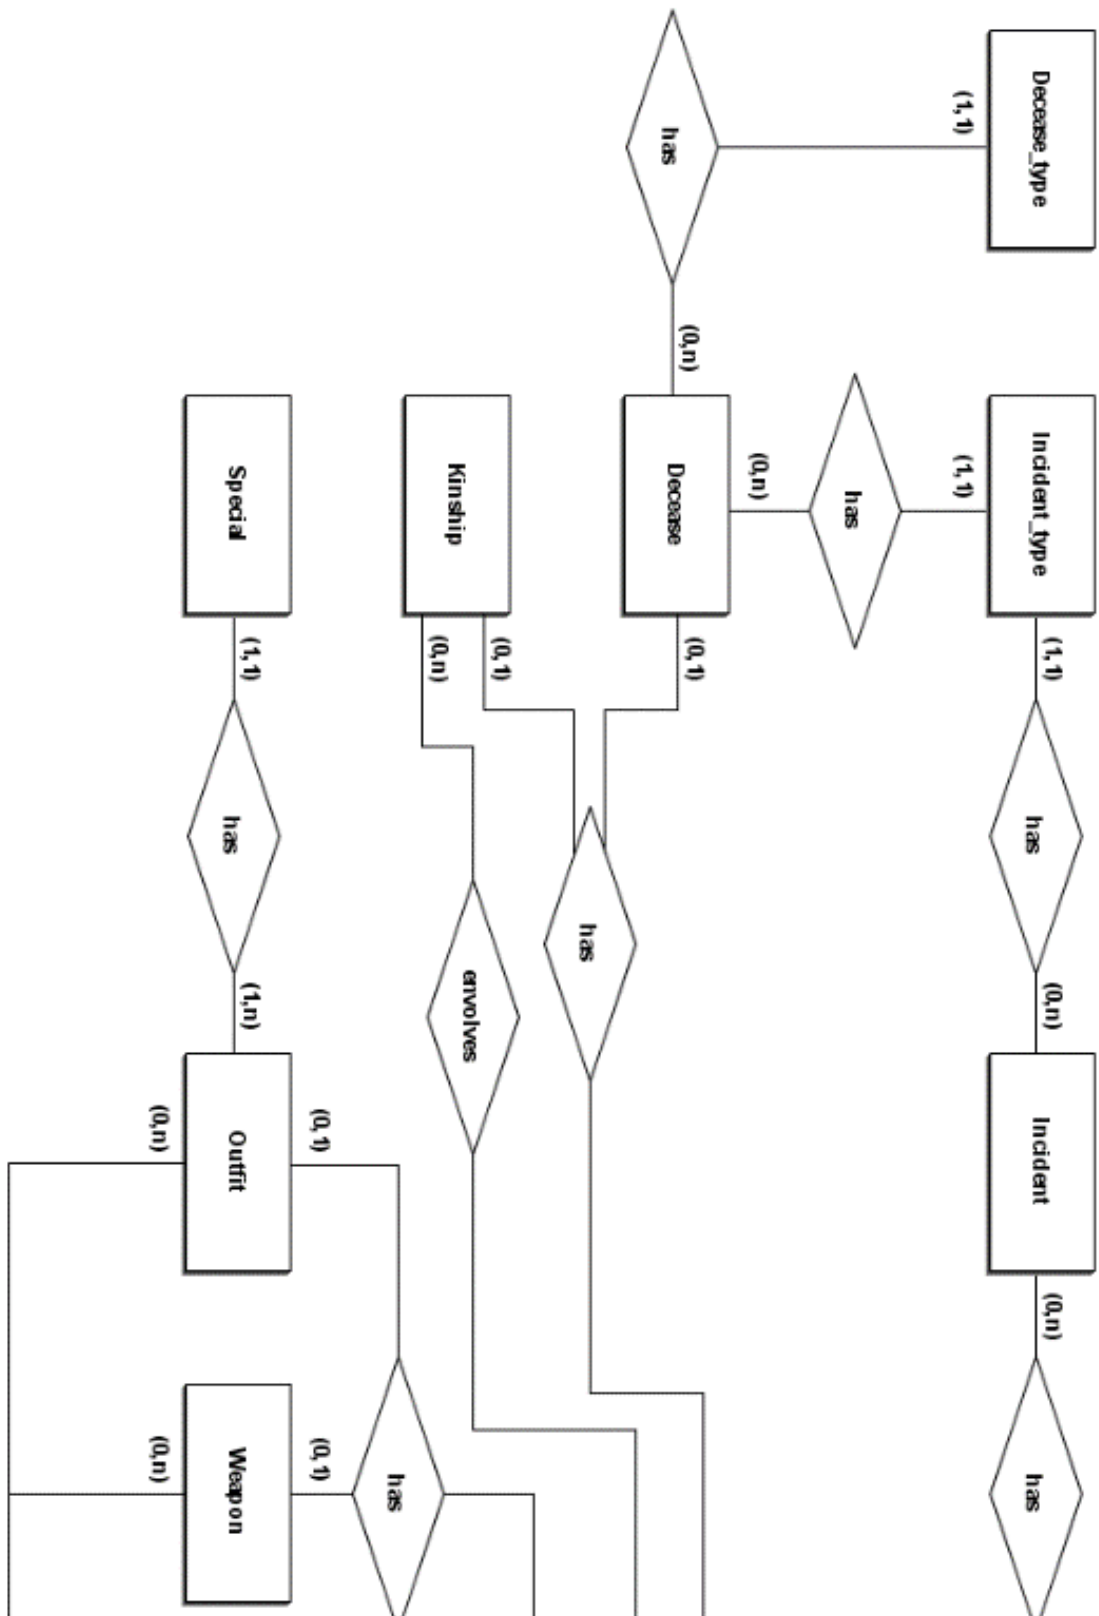 Decease_type
(1,1)
has
(0,n)
Incident_type
(1,1)
has
(0,n)
Decease
(0,1)
Kinship
(0,1)
(0,n)
Special
(1,1)
has
(1,n)
(1,1)
has
(0,n)
Incident
(0,n)
has
has
envolves
Outfit
(0,1)
(0,n)
has
Weapon
(0,1)
(0,n)